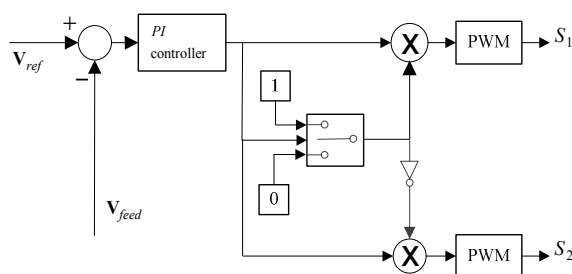 +
PI
controller
V_ref
−
X
PWM
S_1
1
0
V_feed
X
PWM
S_2